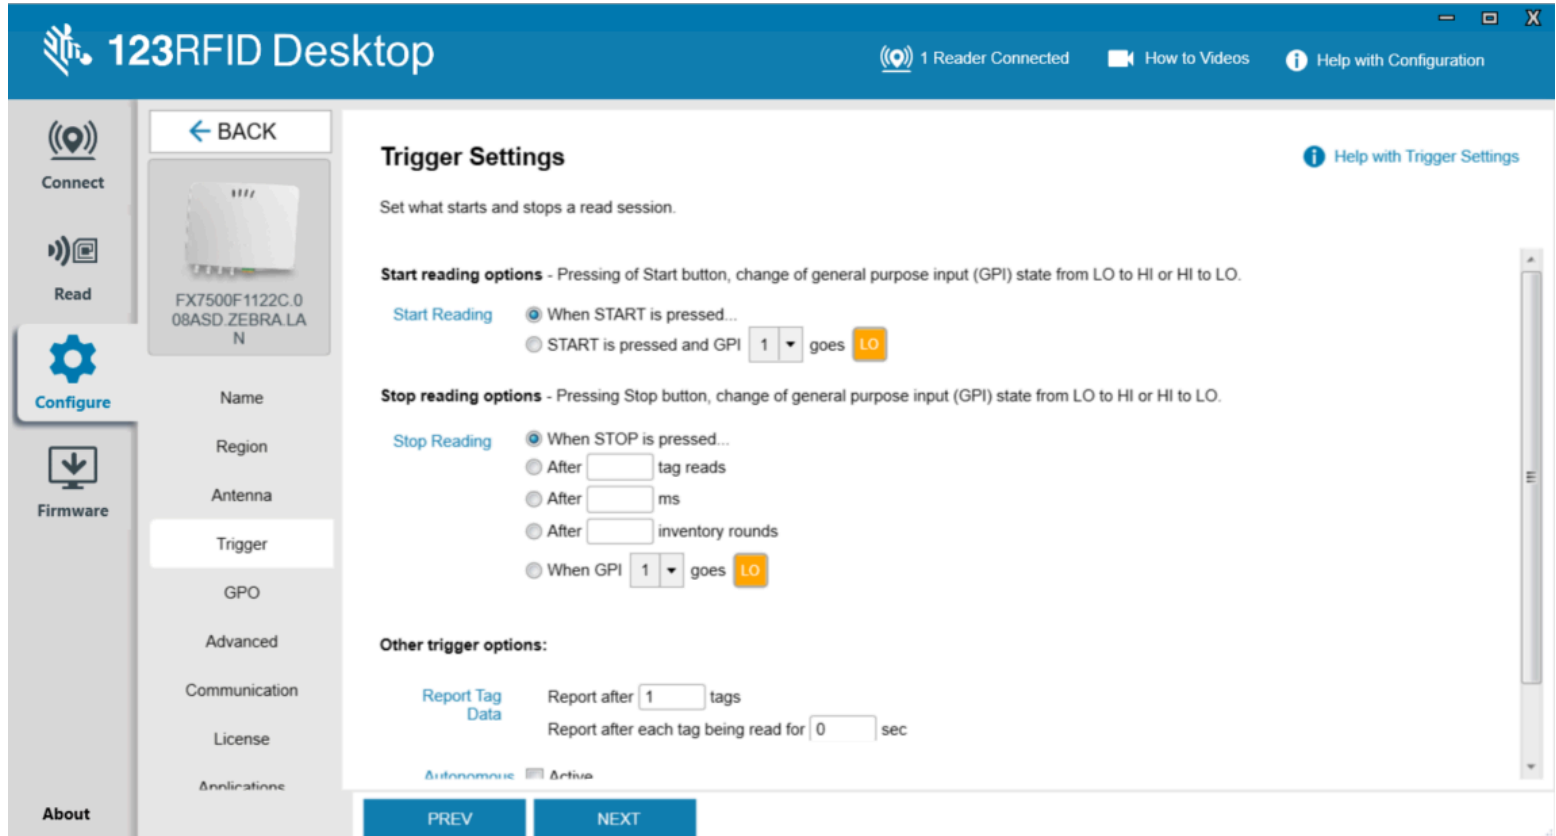 123RFID Desktop
1 Reader Connected
How to Videos
Help with Configuration
X
Connect
Read
Configure
Firmware
About
BACK
FX7500F1122C.0
08ASD.ZEBRA.LA
N
Name
Region
Antenna
Trigger
GPO
Advanced
Communication
License
Applications
Trigger Settings
Help with Trigger Settings
Set what starts and stops a read session.
Start reading options - Pressing of Start button, change of general purpose input (GPI) state from LO to HI or HI to LO.
Start Reading When START is pressed...
START is pressed and GPI 1 goes LO
Stop reading options - Pressing Stop button, change of general purpose input (GPI) state from LO to HI or HI to LO.
Stop Reading When STOP is pressed...
After tag reads
After ms
After inventory rounds
When GPI 1 goes LO
Other trigger options:
Report Tag
Data
Report after 1 tags
Report after each tag being read for 0 sec
Autonomous Active
PREV NEXT